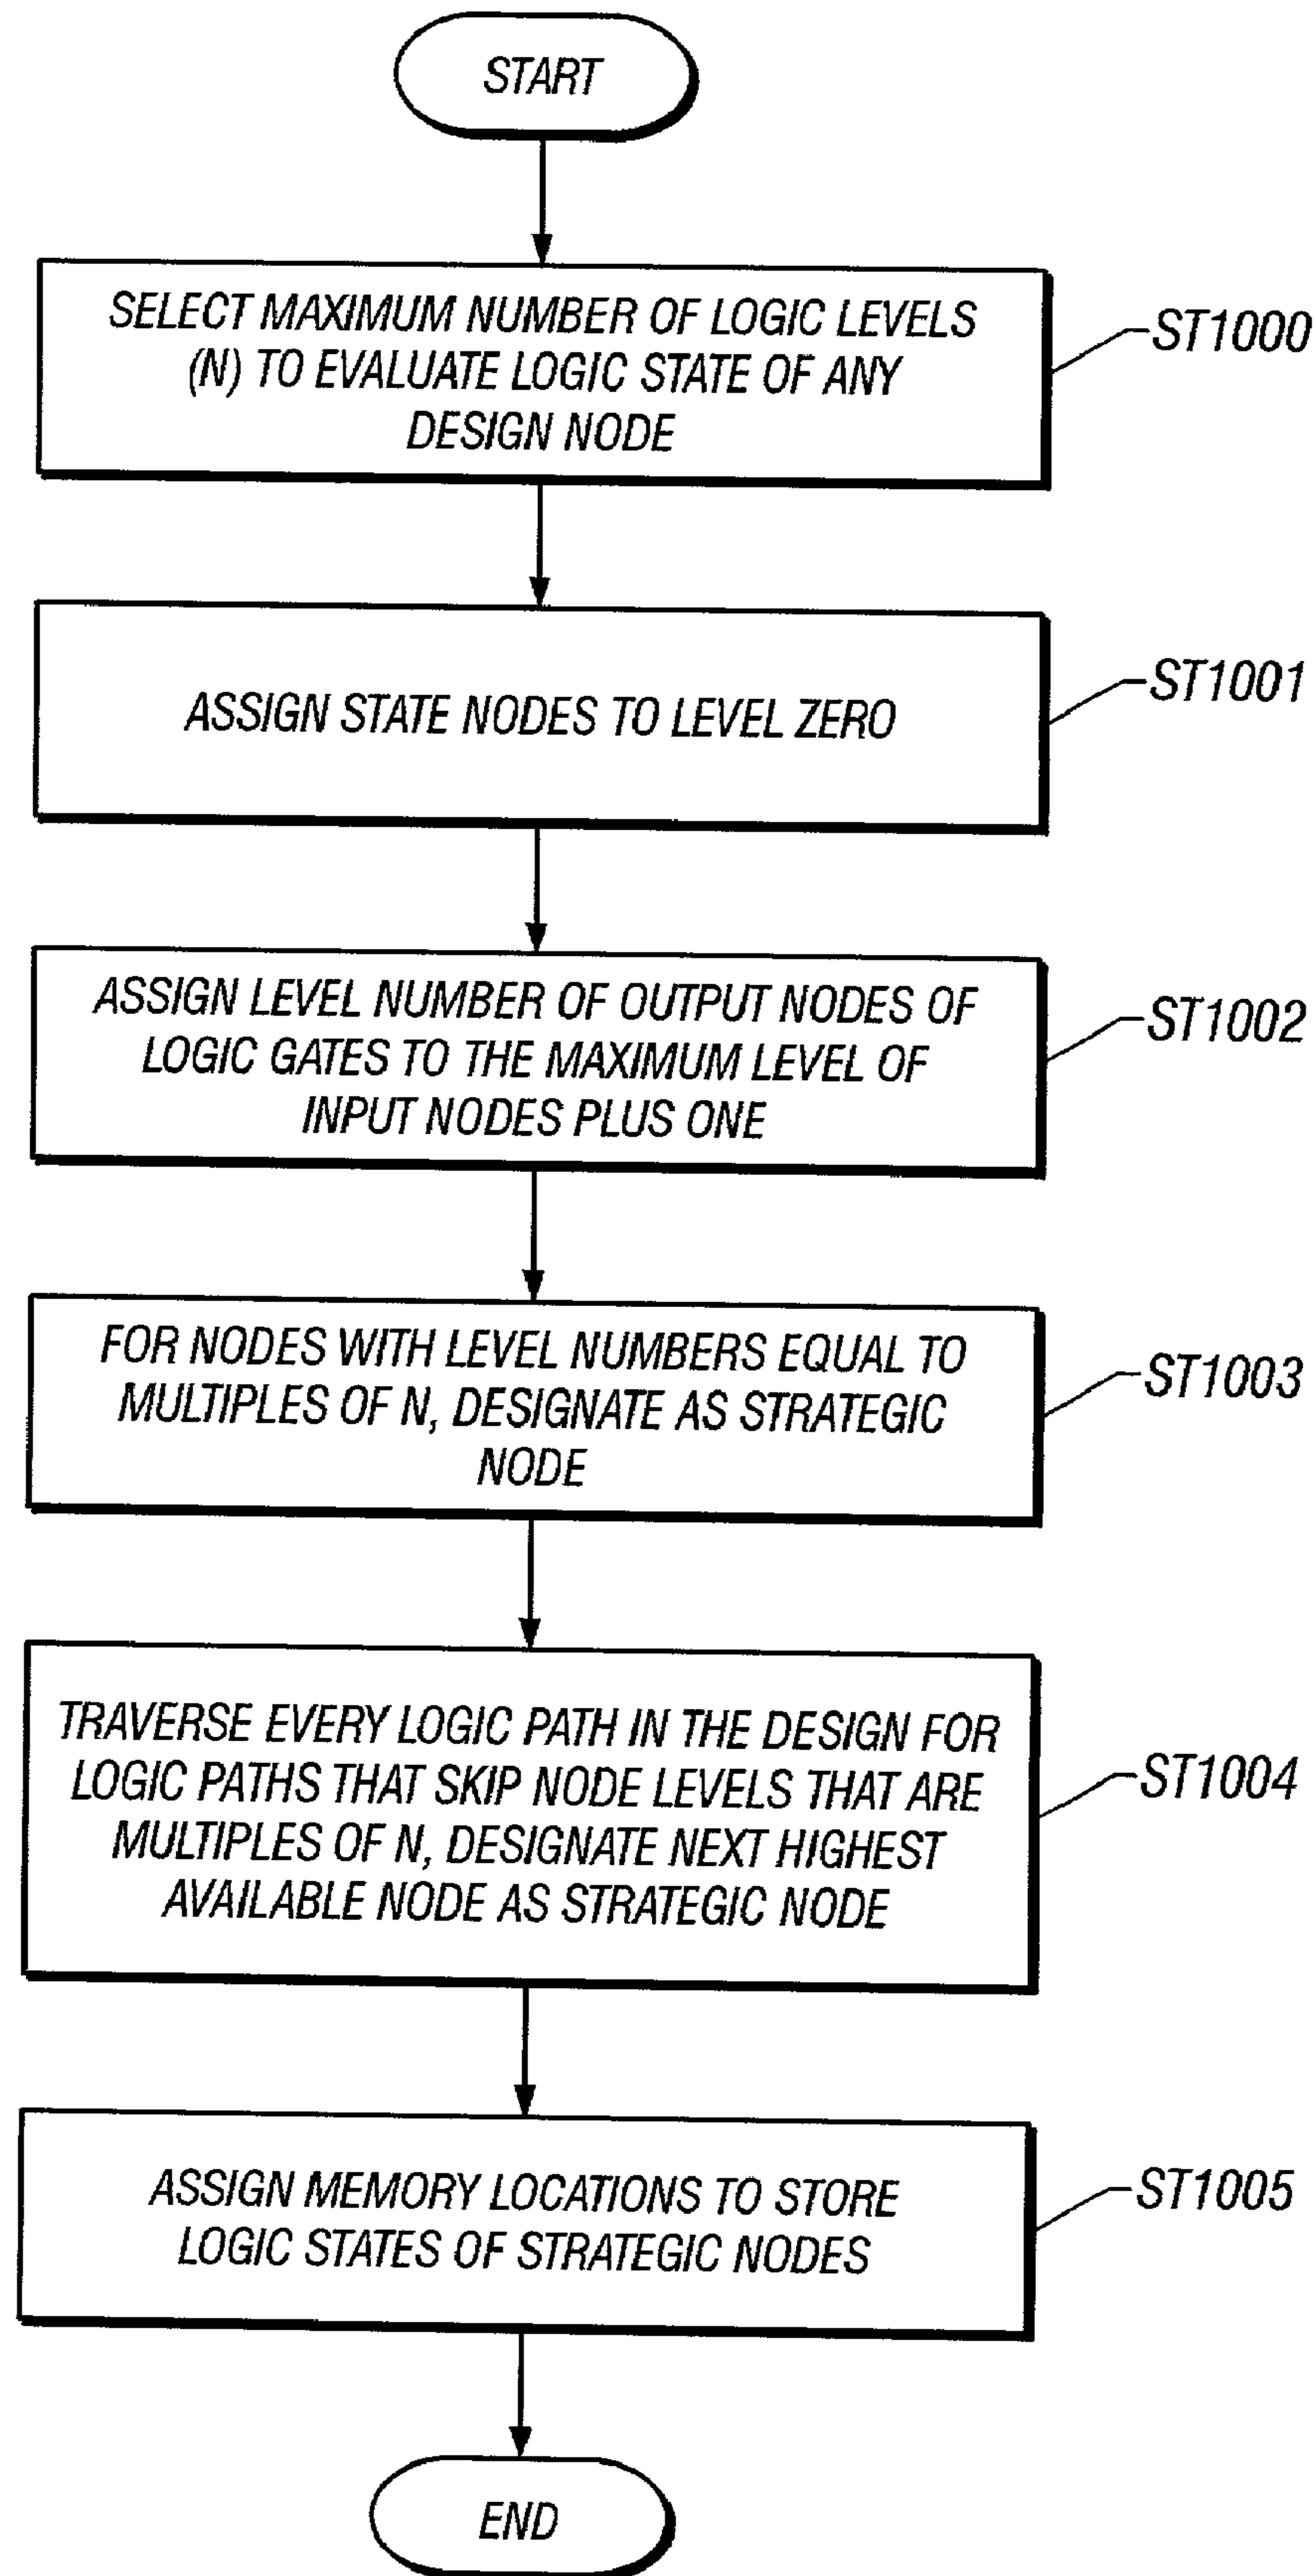 START
SELECT MAXIMUM NUMBER OF LOGIC LEVELS
(N) TO EVALUATE LOGIC STATE OF ANY
DESIGN NODE
ST1000
ASSIGN STATE NODES TO LEVEL ZERO
ST1001
ASSIGN LEVEL NUMBER OF OUTPUT NODES OF
LOGIC GATES TO THE MAXIMUM LEVEL OF
INPUT NODES PLUS ONE
ST1002
FOR NODES WITH LEVEL NUMBERS EQUAL TO
MULTIPLES OF N, DESIGNATE AS STRATEGIC
NODE
ST1003
TRAVERSE EVERY LOGIC PATH IN THE DESIGN FOR
LOGIC PATHS THAT SKIP NODE LEVELS THAT ARE
MULTIPLES OF N, DESIGNATE NEXT HIGHEST
AVAILABLE NODE AS STRATEGIC NODE
ST1004
ASSIGN MEMORY LOCATIONS TO STORE
LOGIC STATES OF STRATEGIC NODES
ST1005
END